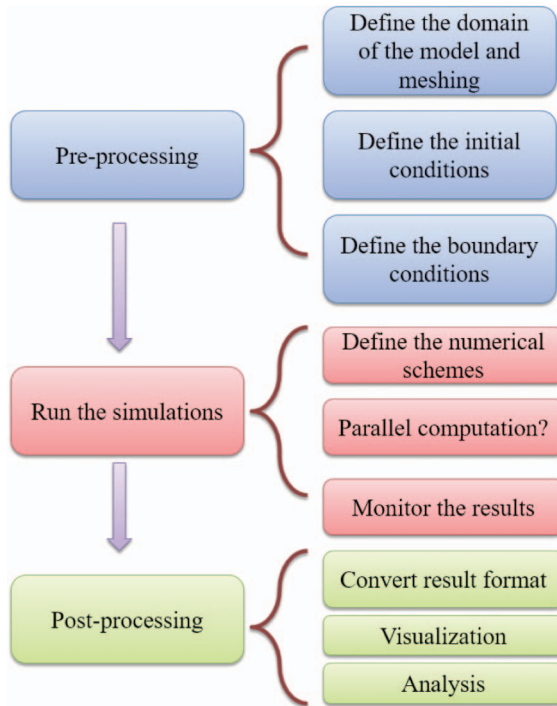 Define the domain
of the model and
meshing
Pre-processing
Define the initial
conditions
Define the boundary
conditions
Define the numerical
schemes
Run the simulations
Parallel computation?
Monitor the results
Convert result format
Post-processing
Visualization
Analysis